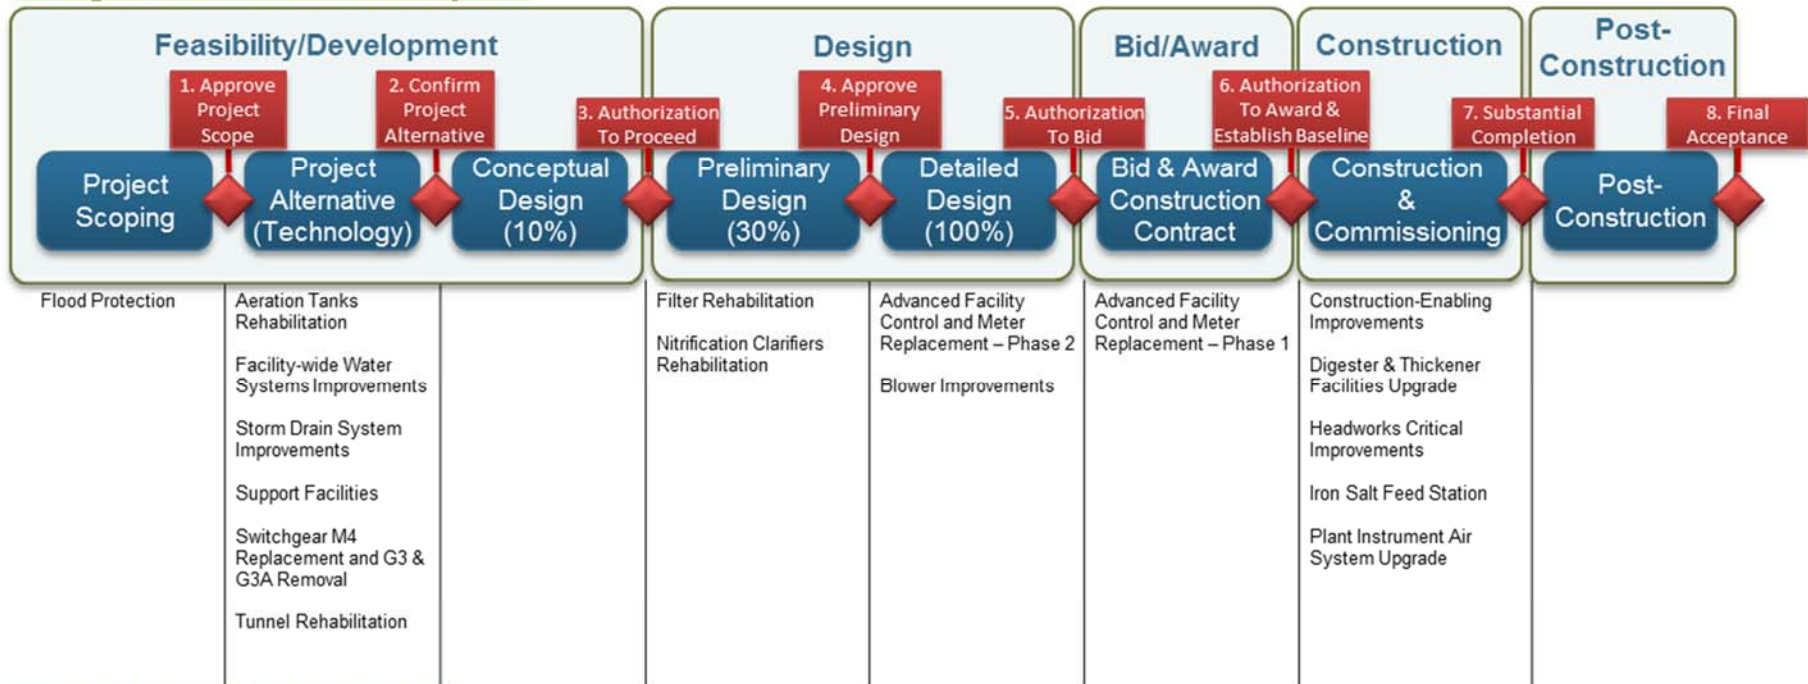 Feasibility/Development
Design
Bid/Award
Construction
Post-
Construction
1. Approve
Project
Scope
2. Confirm
Project
Alternative
3. Authorization
To Proceed
4. Approve
Preliminary
Design
5. Authorization
To Bid
6. Authorization
To Award &
Establish Baseline
7. Substantial
Completion
8. Final
Acceptance
Project
Scoping
Project
Alternative
(Technology)
Conceptual
Design
(10%)
Preliminary
Design
(30%)
Detailed
Design
(100%)
Bid & Award
Construction
Contract
Construction
&
Commissioning
Post-
Construction
Flood Protection
Aeration Tanks
Rehabilitation
Facility-wide Water
Systems Improvements
Storm Drain System
Improvements
Support Facilities
Switchgear M4
Replacement and G3 &
G3A Removal
Tunnel Rehabilitation
Filter Rehabilitation
Nitrification Clarifiers
Rehabilitation
Advanced Facility
Control and Meter
Replacement – Phase 2
Blower Improvements
Advanced Facility
Control and Meter
Replacement – Phase 1
Construction-Enabling
Improvements
Digester & Thickener
Facilities Upgrade
Headworks Critical
Improvements
Iron Salt Feed Station
Plant Instrument Air
System Upgrade